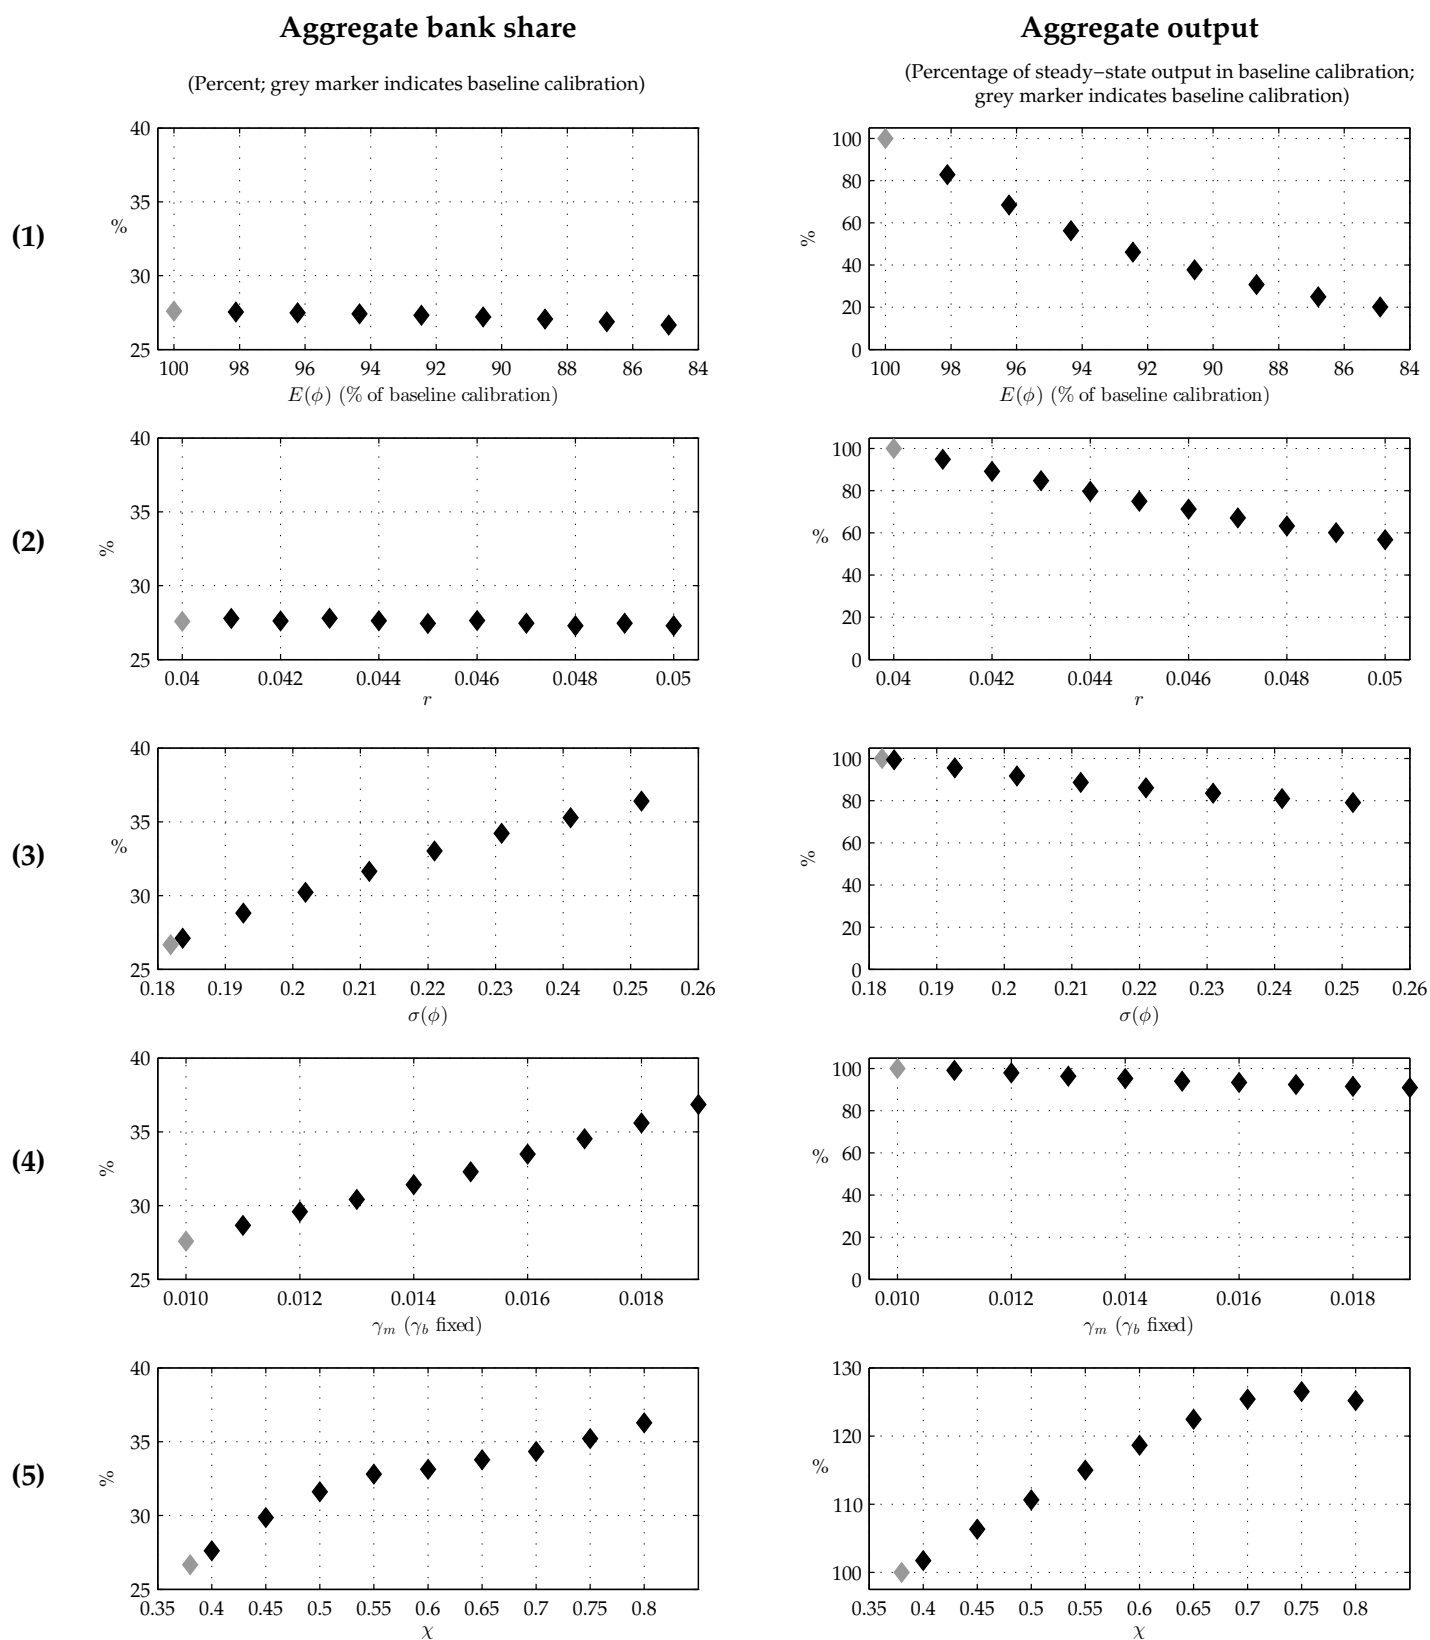 Aggregate bank share
(Percent; grey marker indicates baseline calibration)
Aggregate output
(Percentage of steady−state output in baseline calibration;
grey marker indicates baseline calibration)
(1)
%
40
35
30
25
100 98 96 94 92 90 88 86 84
E(ϕ) (% of baseline calibration)
%
100
80
60
40
20
0
100 98 96 94 92 90 88 86 84
E(ϕ) (% of baseline calibration)
(2)
%
40
35
30
25
0.04 0.042 0.044 0.046 0.048 0.05
r
%
100
80
60
40
20
0
0.04 0.042 0.044 0.046 0.048 0.05
r
(3)
%
40
35
30
25
0.18 0.19 0.2 0.21 0.22 0.23 0.24 0.25 0.26
σ(ϕ)
%
100
80
60
40
20
0
0.18 0.19 0.2 0.21 0.22 0.23 0.24 0.25 0.26
σ(ϕ)
(4)
%
40
35
30
25
0.010 0.012 0.014 0.016 0.018
γm (γb fixed)
%
100
80
60
40
20
0
0.010 0.012 0.014 0.016 0.018
γm (γb fixed)
(5)
%
40
35
30
25
0.35 0.4 0.45 0.5 0.55 0.6 0.65 0.7 0.75 0.8
χ
%
130
120
110
100
0.35 0.4 0.45 0.5 0.55 0.6 0.65 0.7 0.75 0.8
χ